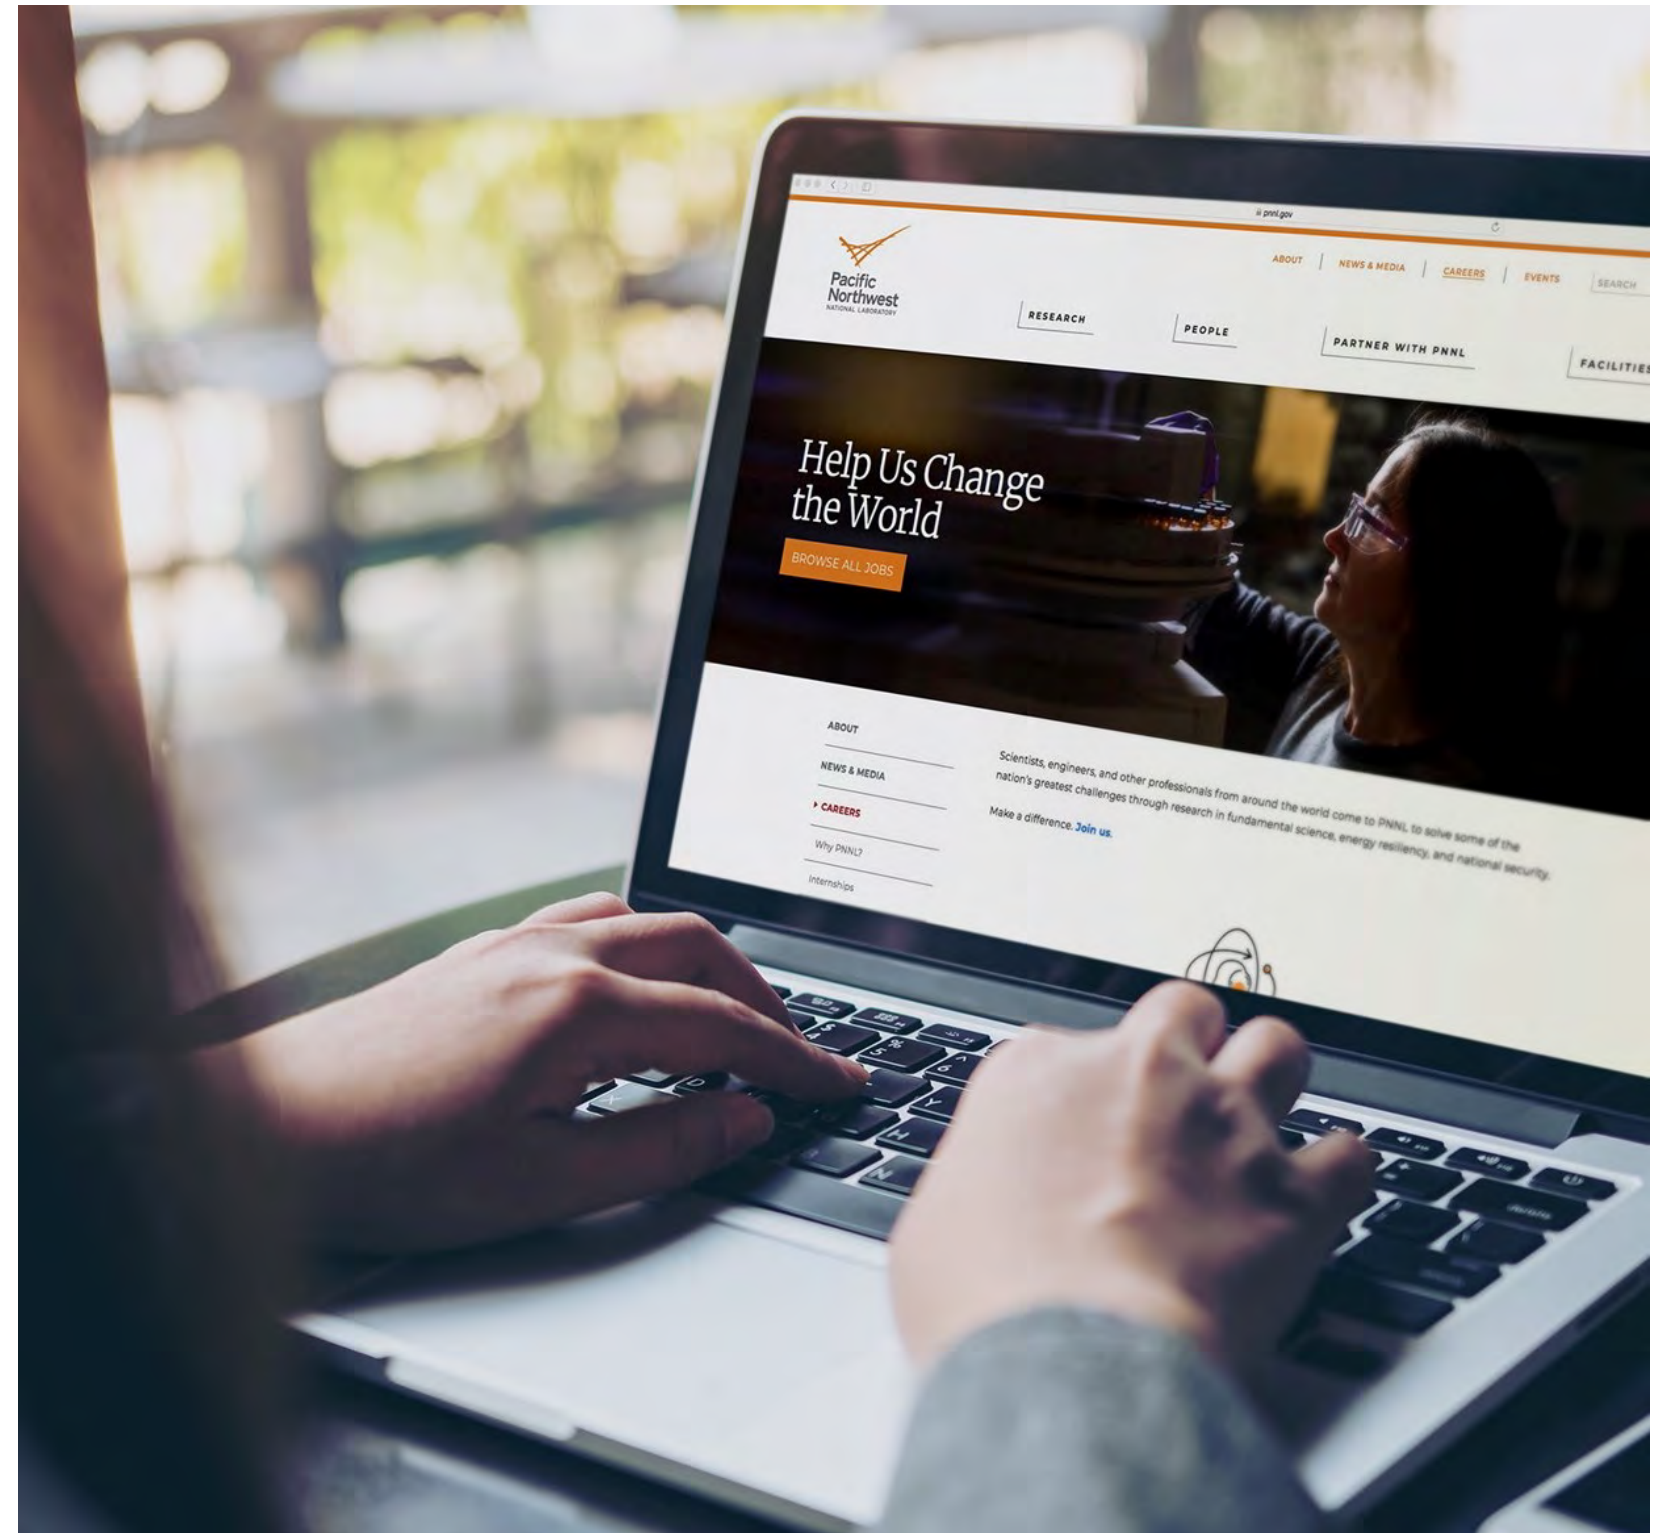 pnnl.gov
Pacific
Northwest
NATIONAL LABORATORY
ABOUT
NEWS & MEDIA
CAREERS
EVENTS
SEARCH
RESEARCH
PEOPLE
PARTNER WITH PNNL
FACILITIES
Help Us Change
the World
BROWSE ALL JOBS
ABOUT
NEWS & MEDIA
CAREERS
Why PNNL?
Internships
Scientists, engineers, and other professionals from around the world come to PNNL to solve some of the
nation's greatest challenges through research in fundamental science, energy resiliency, and national security.
Make a difference. Join us.
$
4
%
5
^
6
D
X
Y
H
N